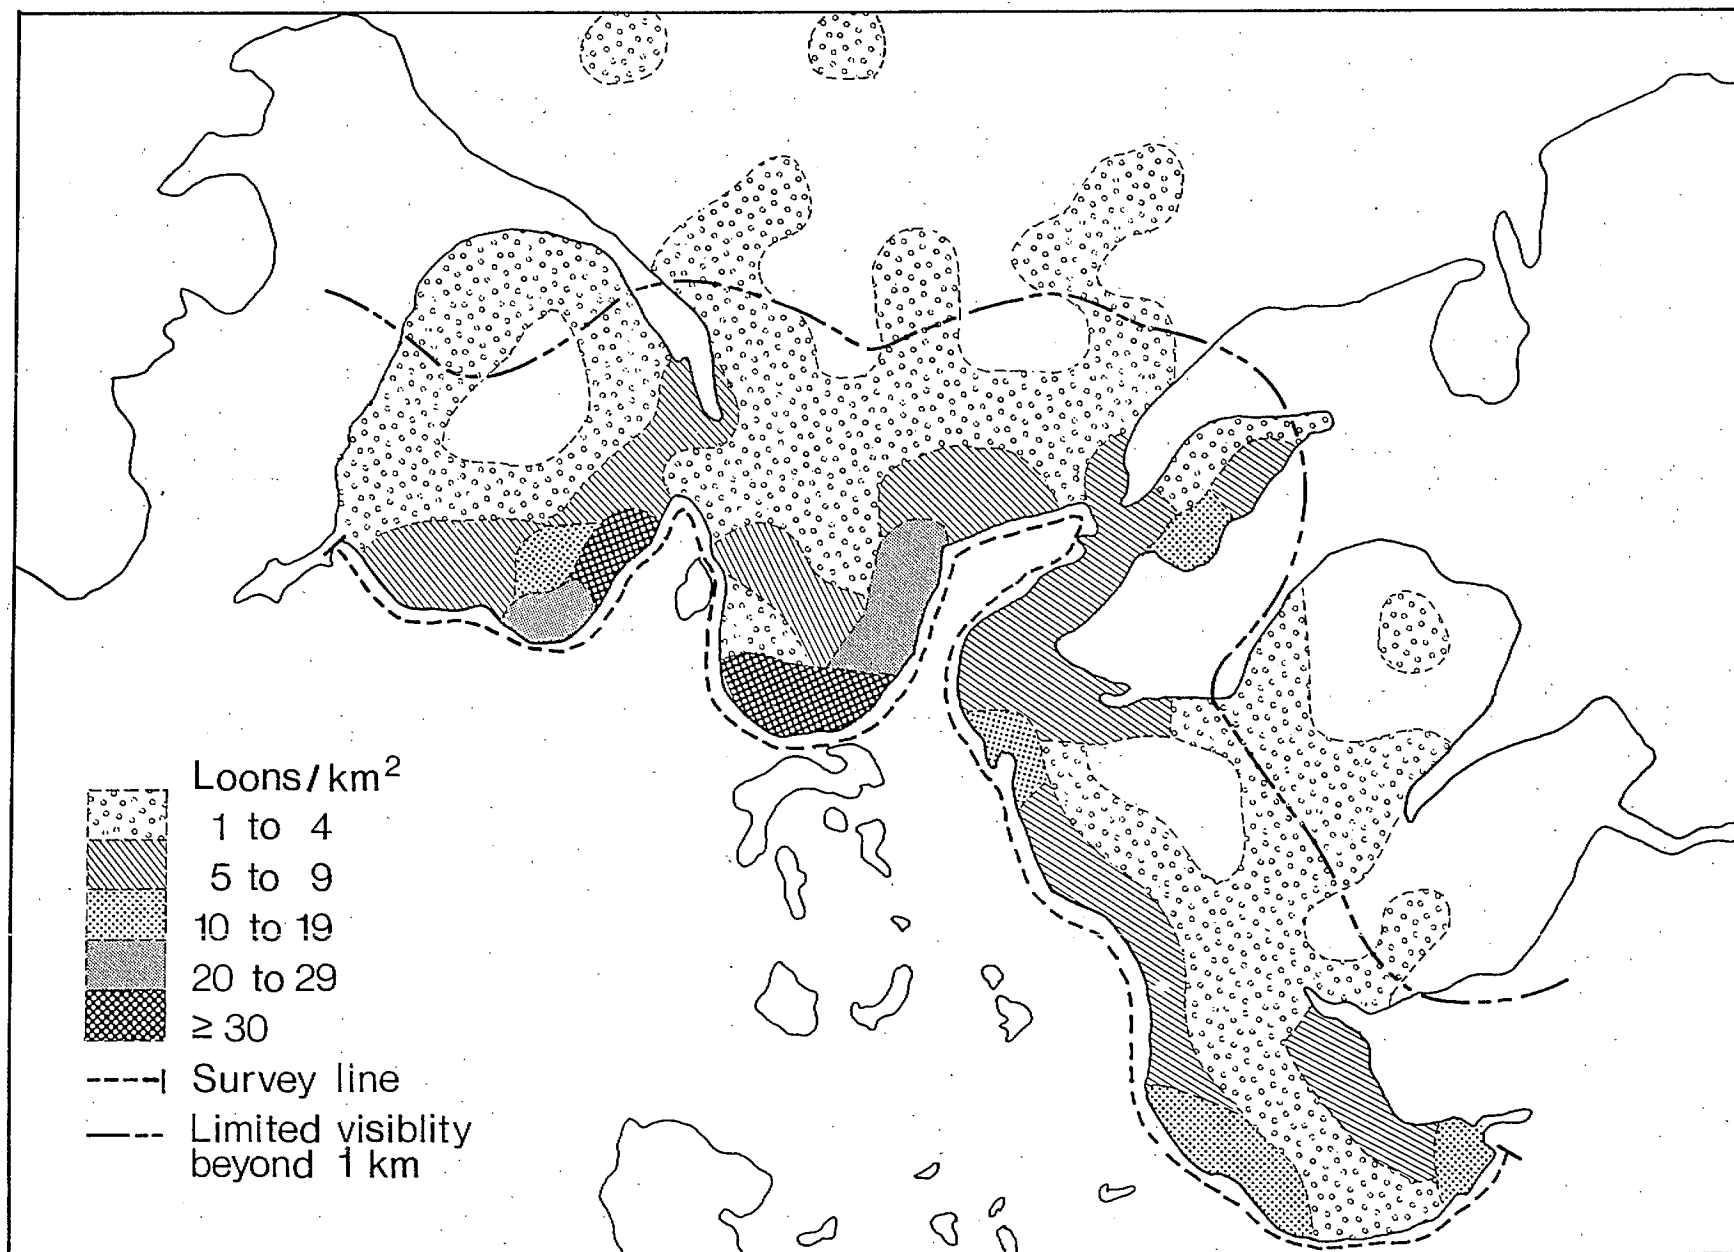 Loons/km²
1 to 4
5 to 9
10 to 19
20 to 29
≥ 30
Survey line
Limited visiblity
beyond 1 km